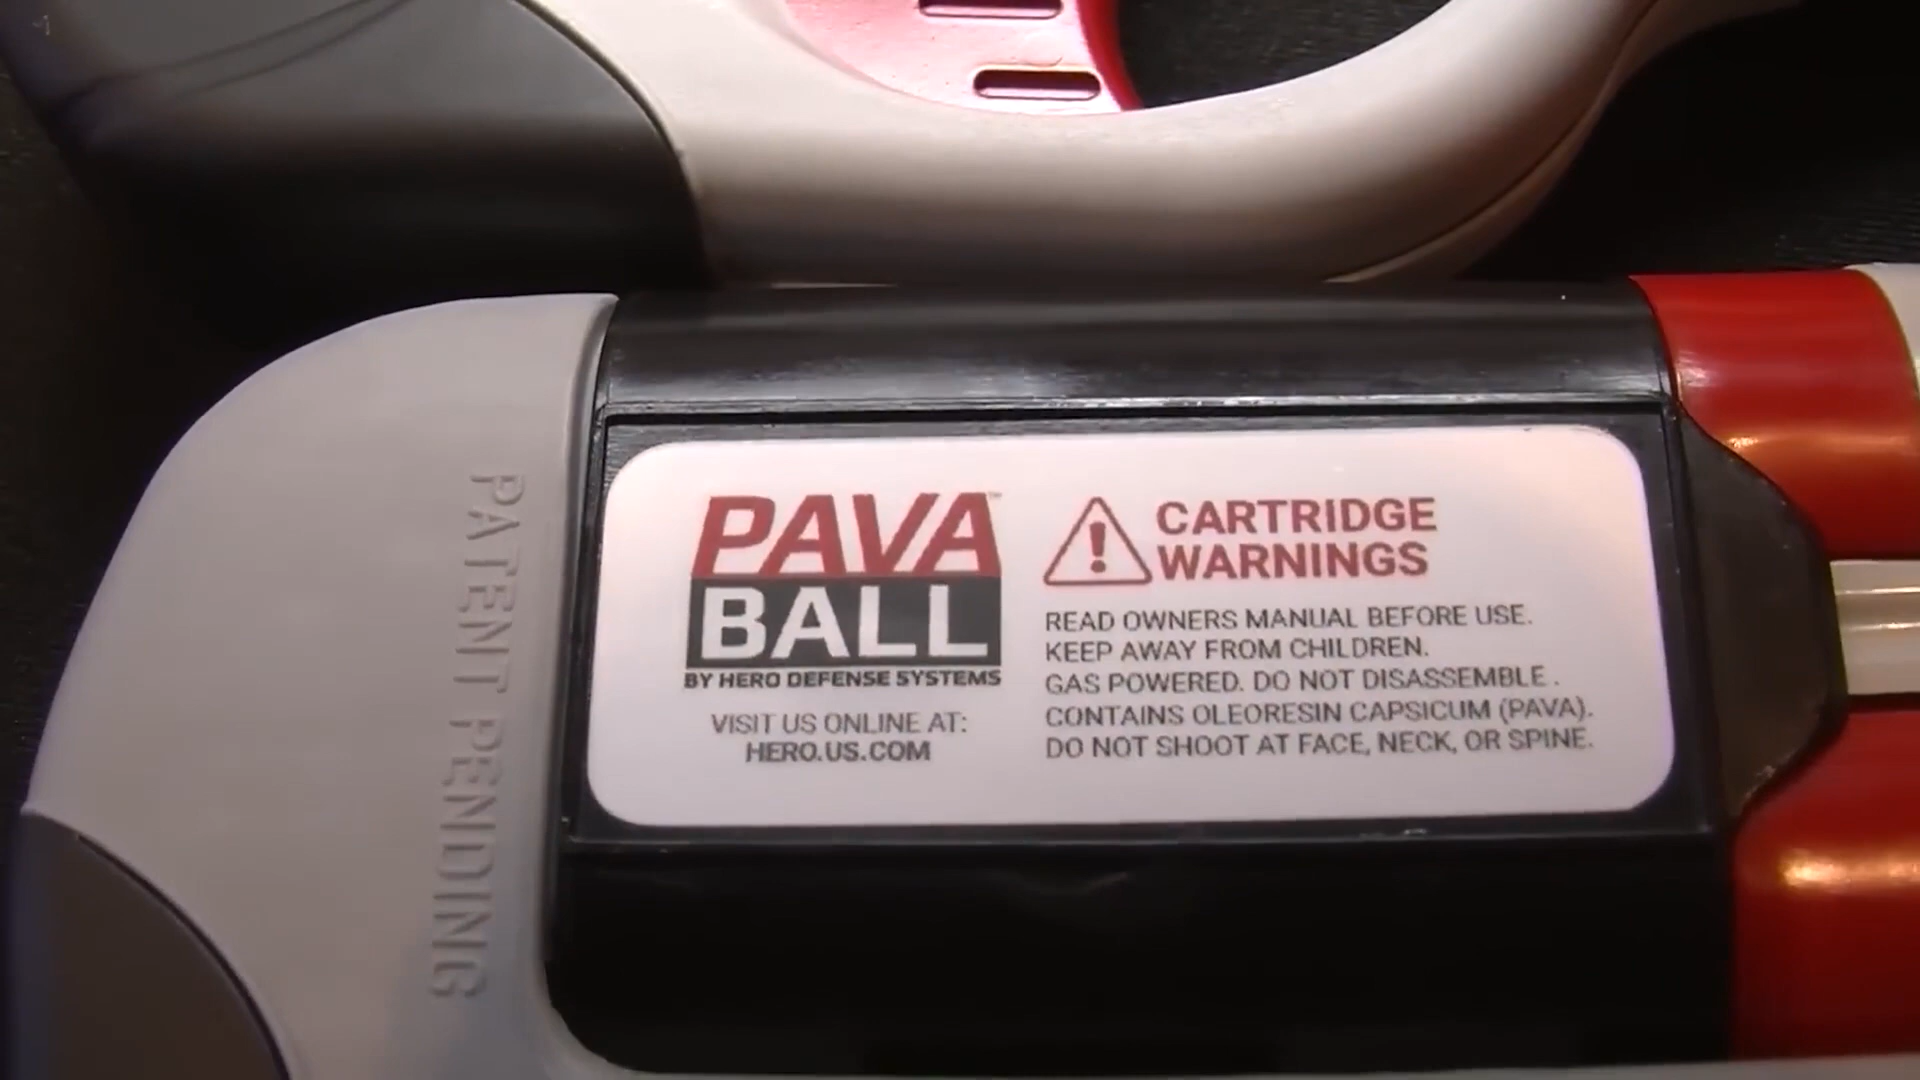 PATENT PENDING
PAVA™
BALL
BY HERO DEFENSE SYSTEMS
VISIT US ONLINE AT:
HERO.US.COM
CARTRIDGE
WARNINGS
READ OWNERS MANUAL BEFORE USE.
KEEP AWAY FROM CHILDREN.
GAS POWERED. DO NOT DISASSEMBLE .
CONTAINS OLEORESIN CAPSICUM (PAVA).
DO NOT SHOOT AT FACE, NECK, OR SPINE.